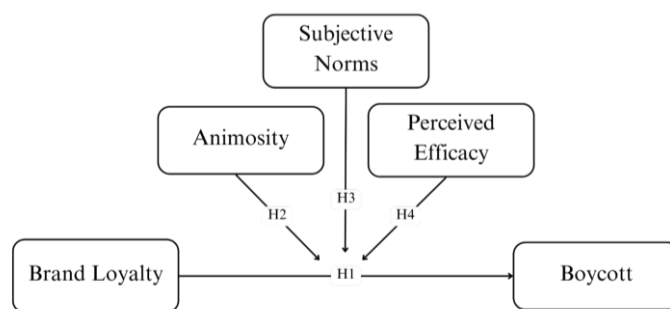 Subjective
Norms
Animosity
Perceived
Efficacy
H3
H2
H4
Brand Loyalty
H1
Boycott